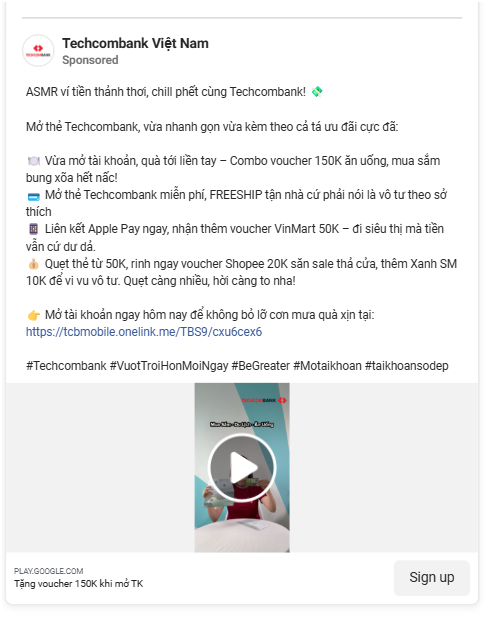 Techcombank Việt Nam
Sponsored
ASMR ví tiền thảnh thơi, chill phết cùng Techcombank! 💸
Mở thẻ Techcombank, vừa nhanh gọn vừa kèm theo cả tá ưu đãi cực đã:
🍽️ Vừa mở tài khoản, quà tới liền tay – Combo voucher 150K ăn uống, mua sắm
bung xõa hết nấc!
💳 Mở thẻ Techcombank miễn phí, FREESHIP tận nhà cứ phải nói là vô tư theo sở
thích
📱 Liên kết Apple Pay ngay, nhận thêm voucher VinMart 50K – đi siêu thị mà tiền
vẫn cứ dư dả.
💰 Quẹt thẻ từ 50K, rinh ngay voucher Shopee 20K săn sale thả cửa, thêm Xanh SM
10K để vi vu vô tư. Quẹt càng nhiều, hời càng to nha!
👉 Mở tài khoản ngay hôm nay để không bỏ lỡ cơn mưa quà xịn tại:
https://tcbmobile.onelink.me/TBS9/cxu6cex6
#Techcombank #VuotTroiHonMoiNgay #BeGreater #Motaikhoan #taikhoansodep
TECHCOMBANK
Mua Sắm - Du Lịch - Ăn Uống
PLAY.GOOGLE.COM
Tặng voucher 150K khi mở TK
Sign up